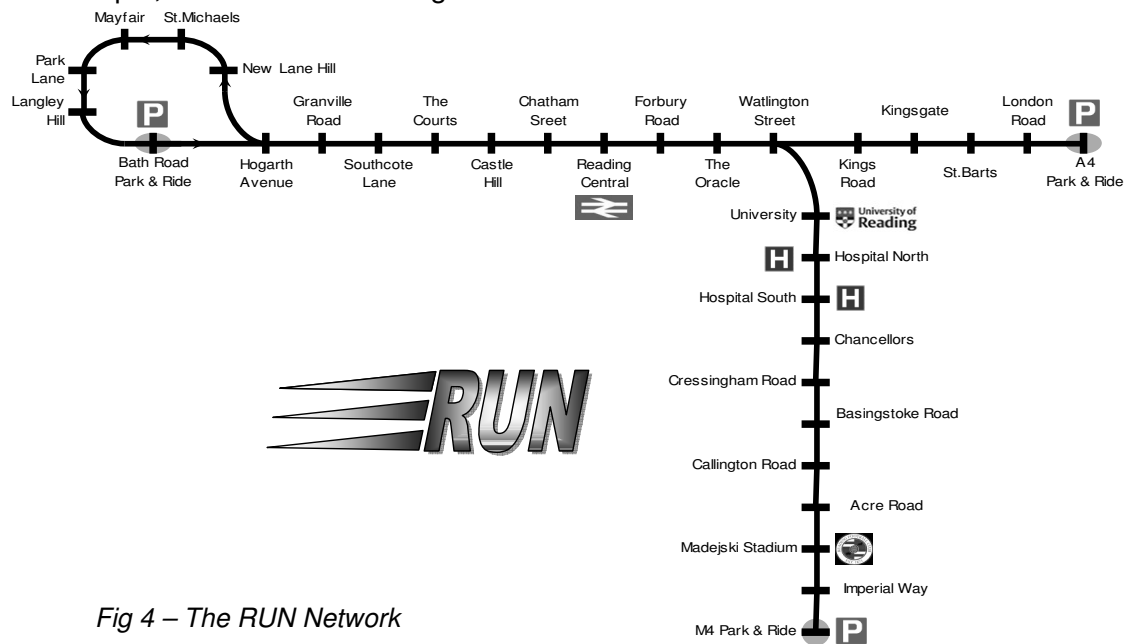 Mayfair
St.Michaels
Park
Lane
New Lane Hill
Langley
Hill
P
Bath Road
Park & Ride
Hogarth
Avenue
Granville
Road
Southcote
Lane
The
Courts
Castle
Hill
Chatham
Sreet
Reading
Central
Forbury
Road
The
Oracle
Watlington
Street
Kings
Road
Kingsgate
St.Barts
London
Road
P
A4
Park & Ride
University
University of
Reading
H
Hospital North
Hospital South
H
Chancellors
Cressingham Road
Basingstoke Road
Callington Road
Acre Road
Madejski Stadium
Imperial Way
M4 Park & Ride
P
RUN
Fig 4 – The RUN Network